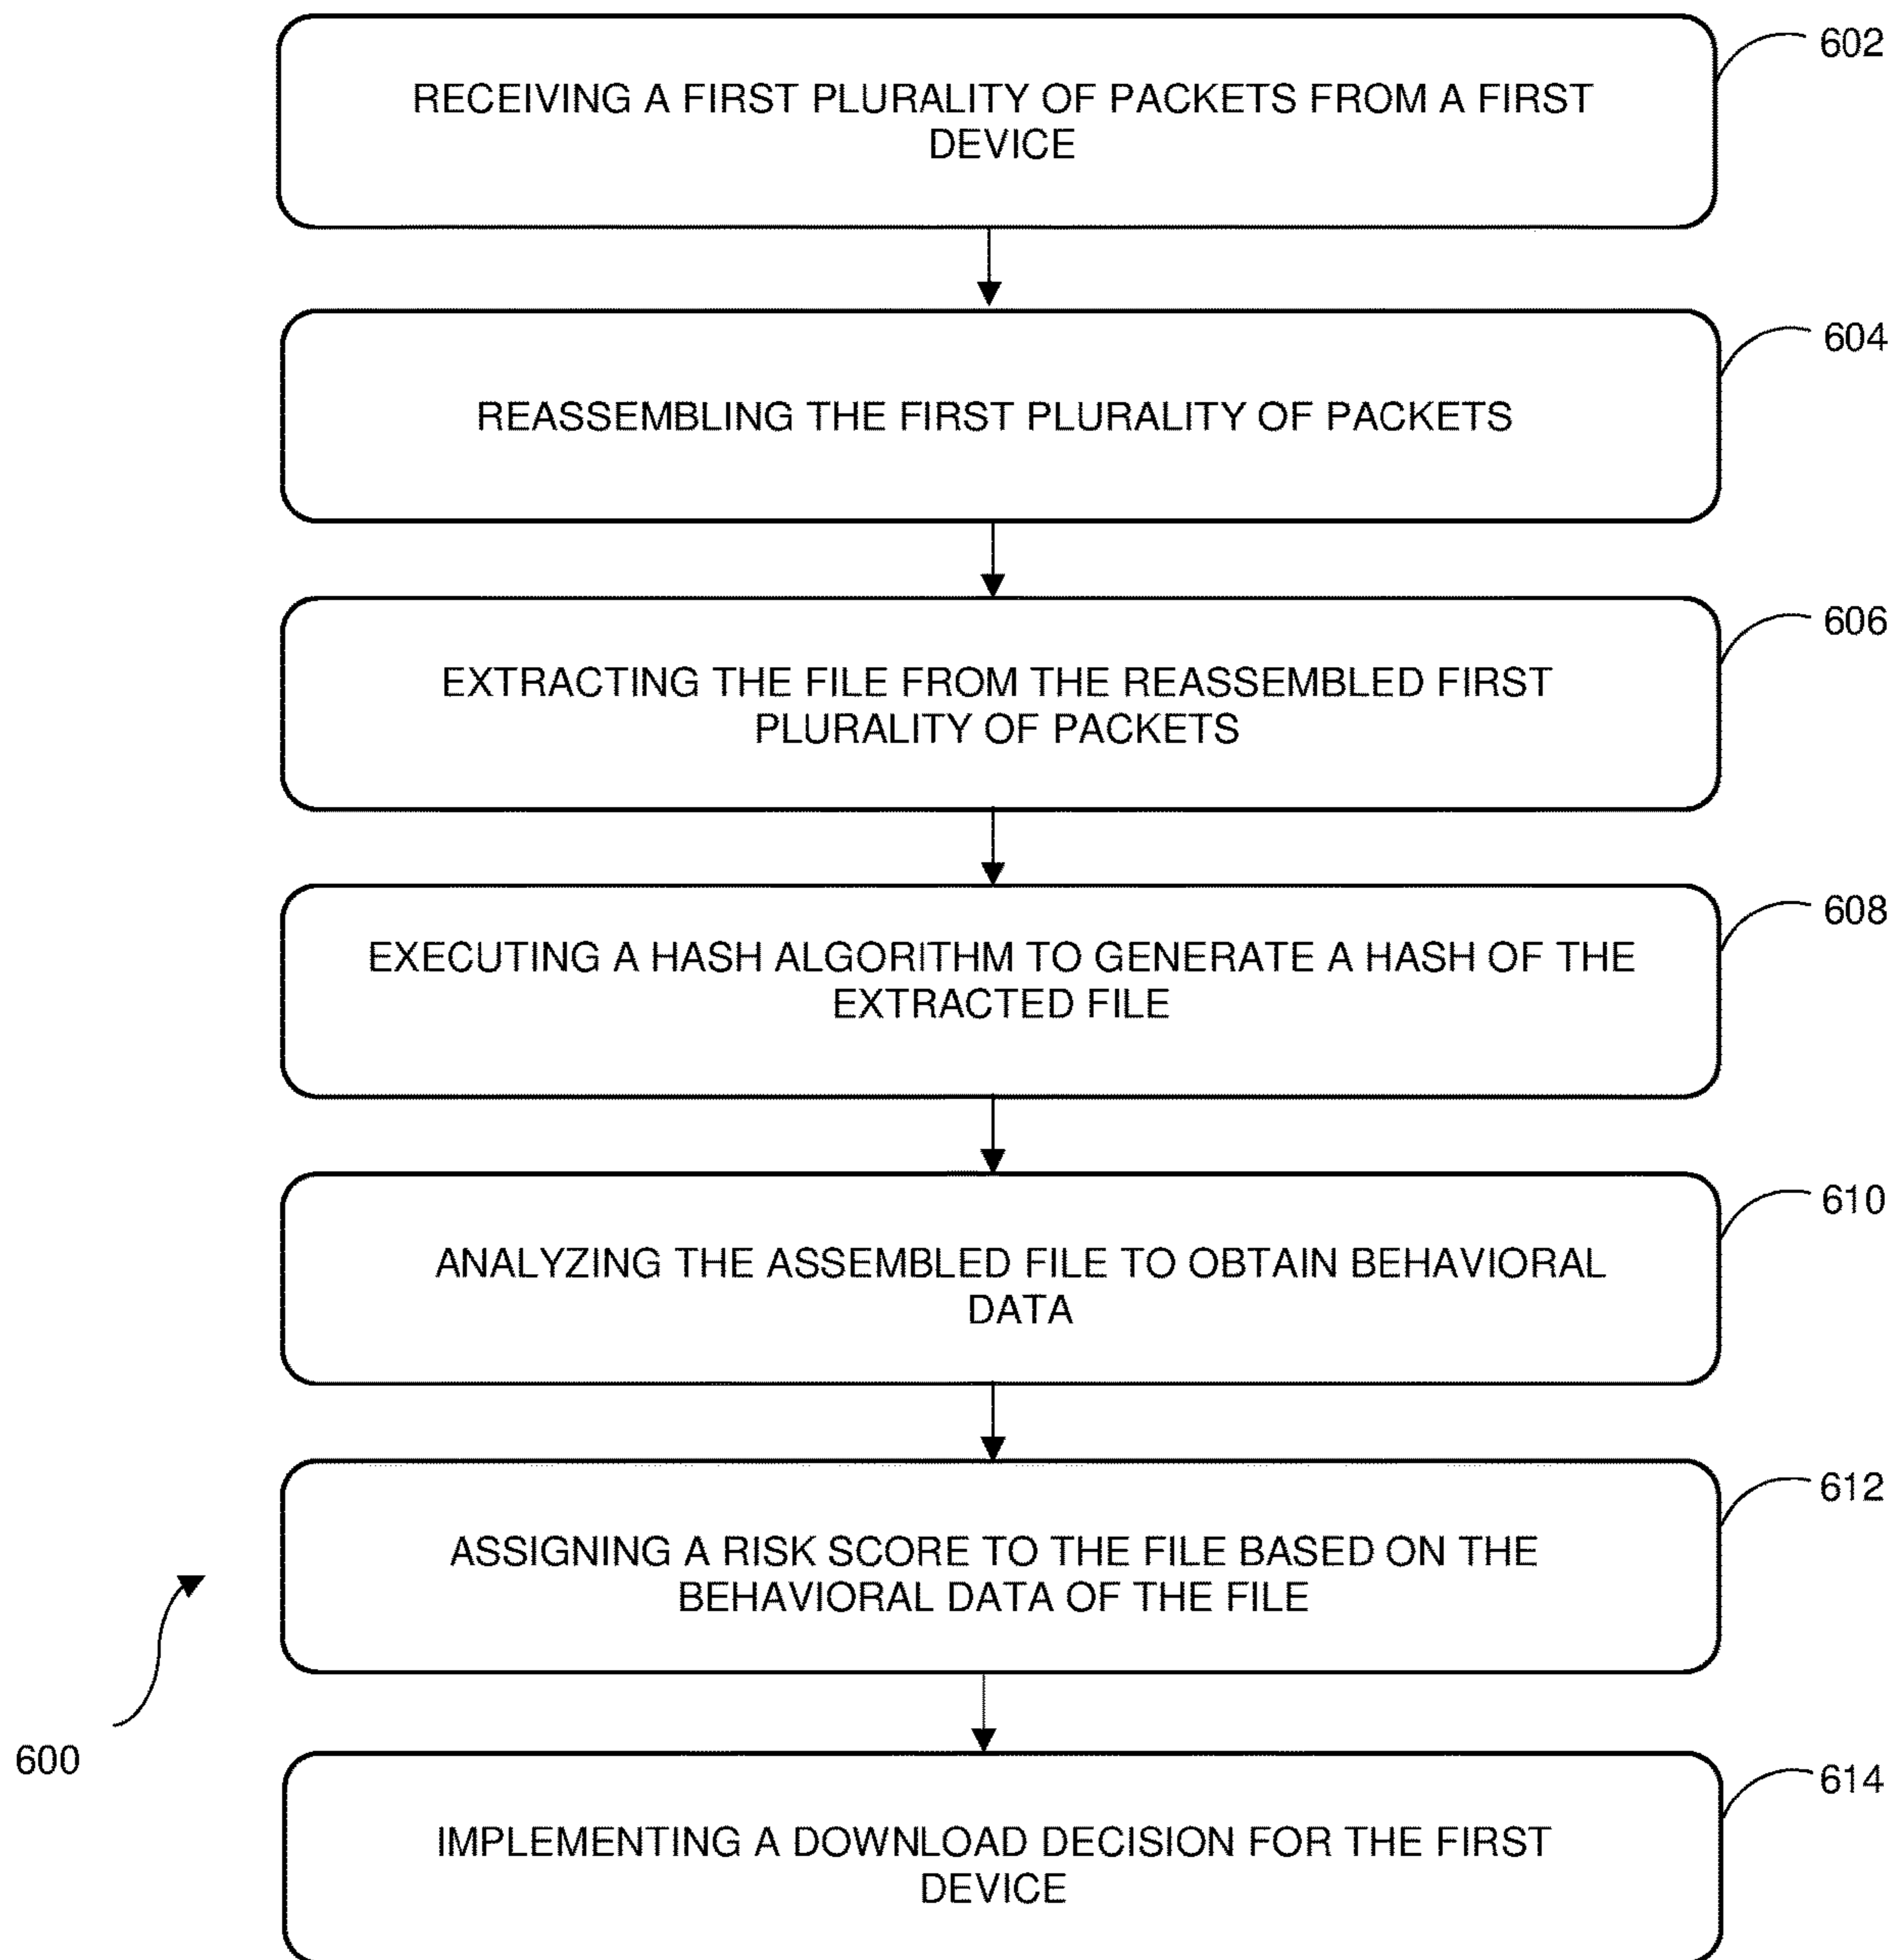 602
RECEIVING A FIRST PLURALITY OF PACKETS FROM A FIRST
DEVICE
604
REASSEMBLING THE FIRST PLURALITY OF PACKETS
606
EXTRACTING THE FILE FROM THE REASSEMBLED FIRST
PLURALITY OF PACKETS
608
EXECUTING A HASH ALGORITHM TO GENERATE A HASH OF THE
EXTRACTED FILE
610
ANALYZING THE ASSEMBLED FILE TO OBTAIN BEHAVIORAL
DATA
612
ASSIGNING A RISK SCORE TO THE FILE BASED ON THE
BEHAVIORAL DATA OF THE FILE
600
614
IMPLEMENTING A DOWNLOAD DECISION FOR THE FIRST
DEVICE